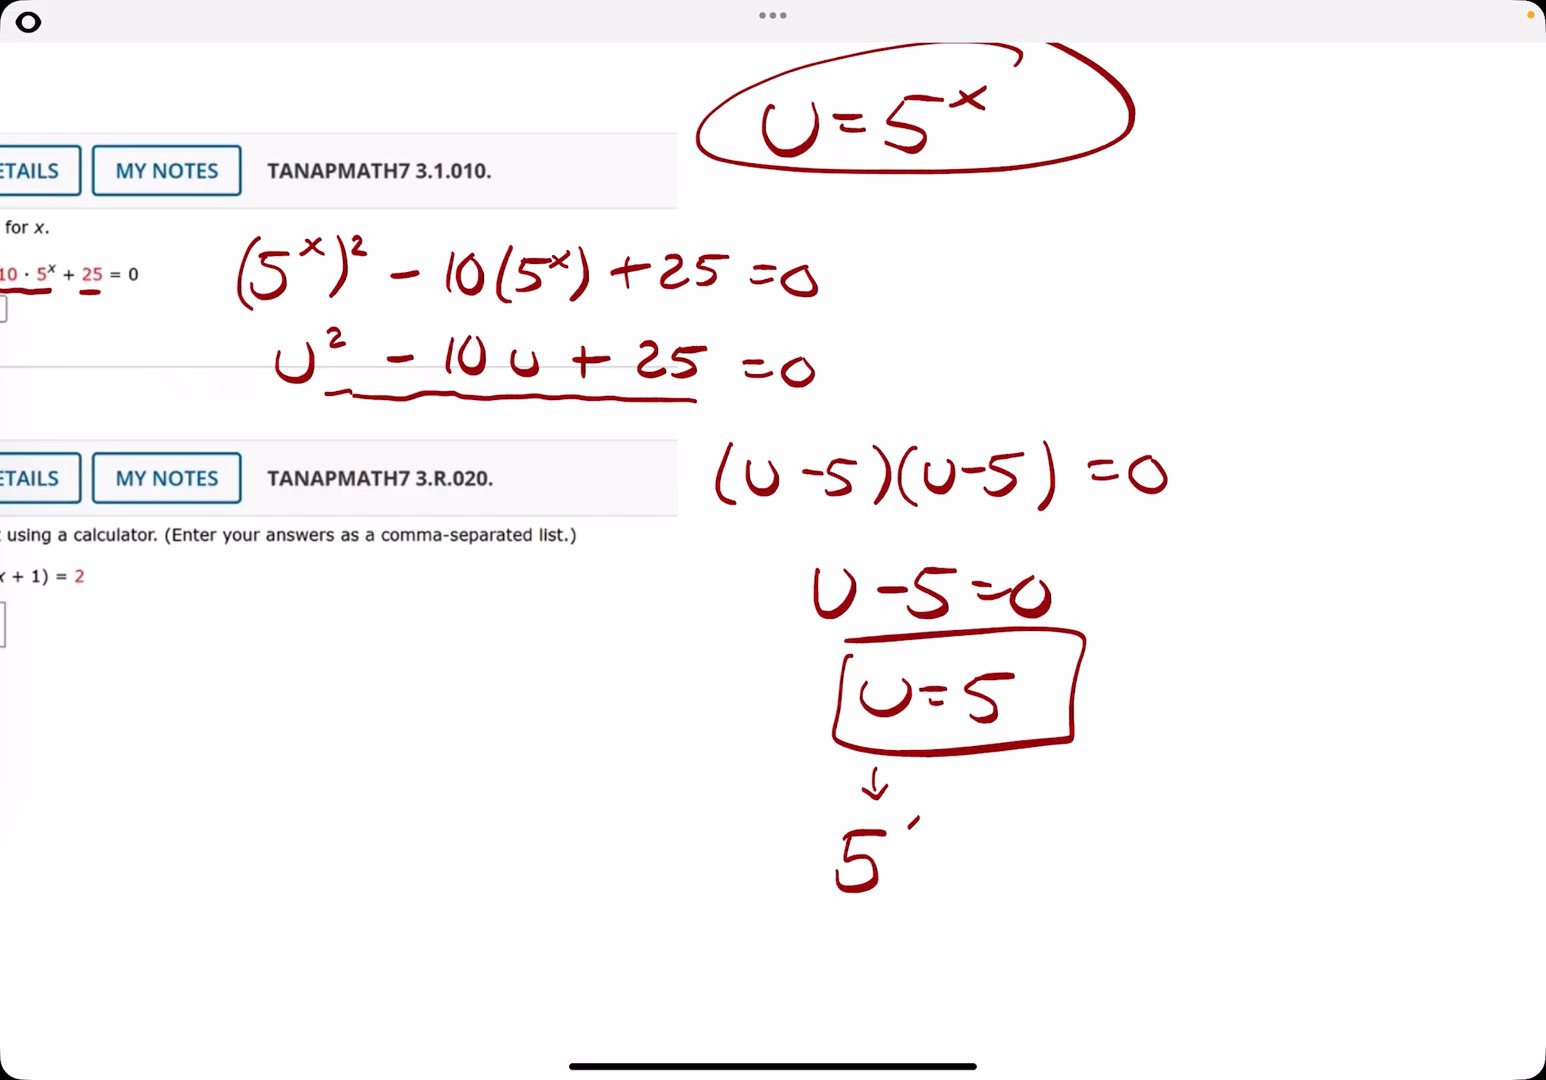 U = 5^x
ETAILS MY NOTES TANAPMATH7 3.1.010.
for x.
10 · 5^x + 25 = 0
(5^x)^2 - 10(5^x) + 25 = 0
U^2 - 10u + 25 = 0
ETAILS MY NOTES TANAPMATH7 3.R.020.
(U - 5)(U - 5) = 0
using a calculator. (Enter your answers as a comma-separated list.)
x + 1) = 2
U - 5 = 0
U = 5
↓
5